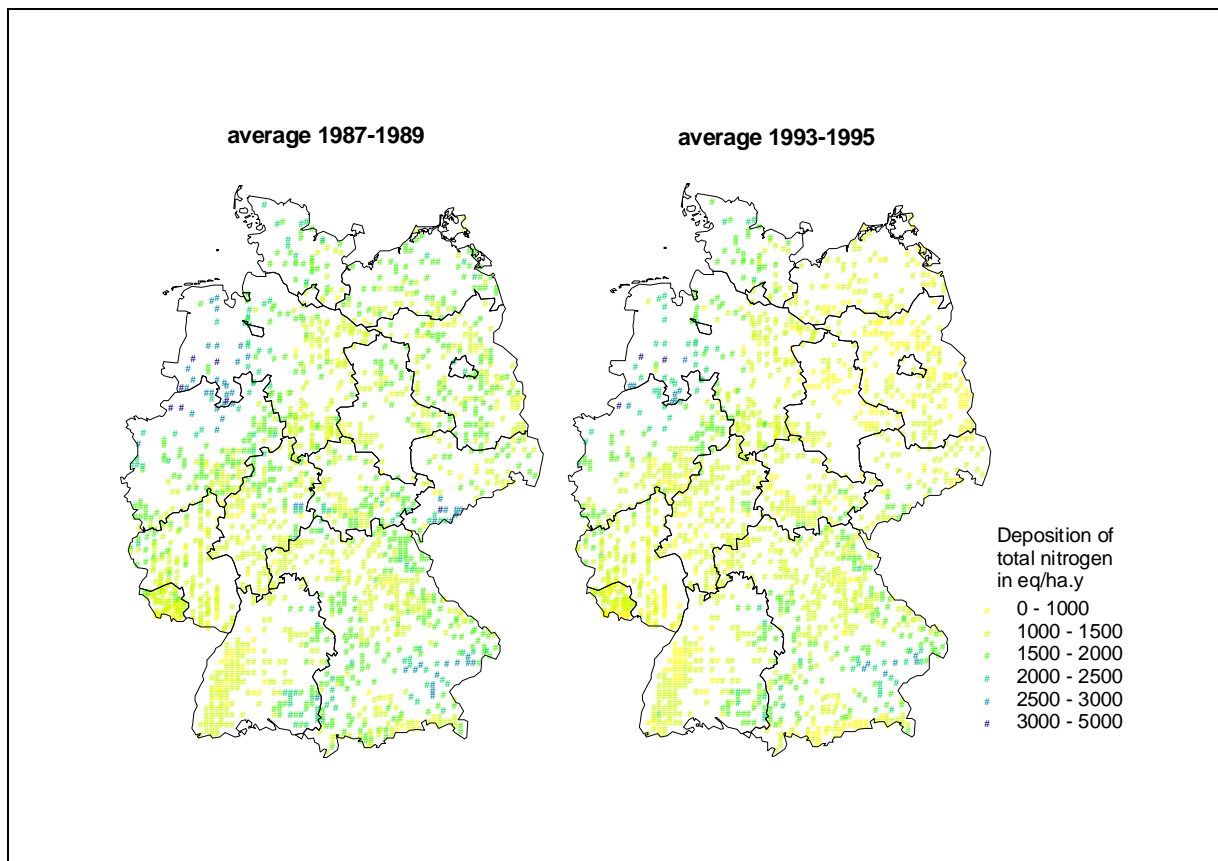 average 1987-1989
average 1993-1995
Deposition of
total nitrogen
in eq/ha.y
# 0 - 1000
# 1000 - 1500
# 1500 - 2000
# 2000 - 2500
# 2500 - 3000
# 3000 - 5000